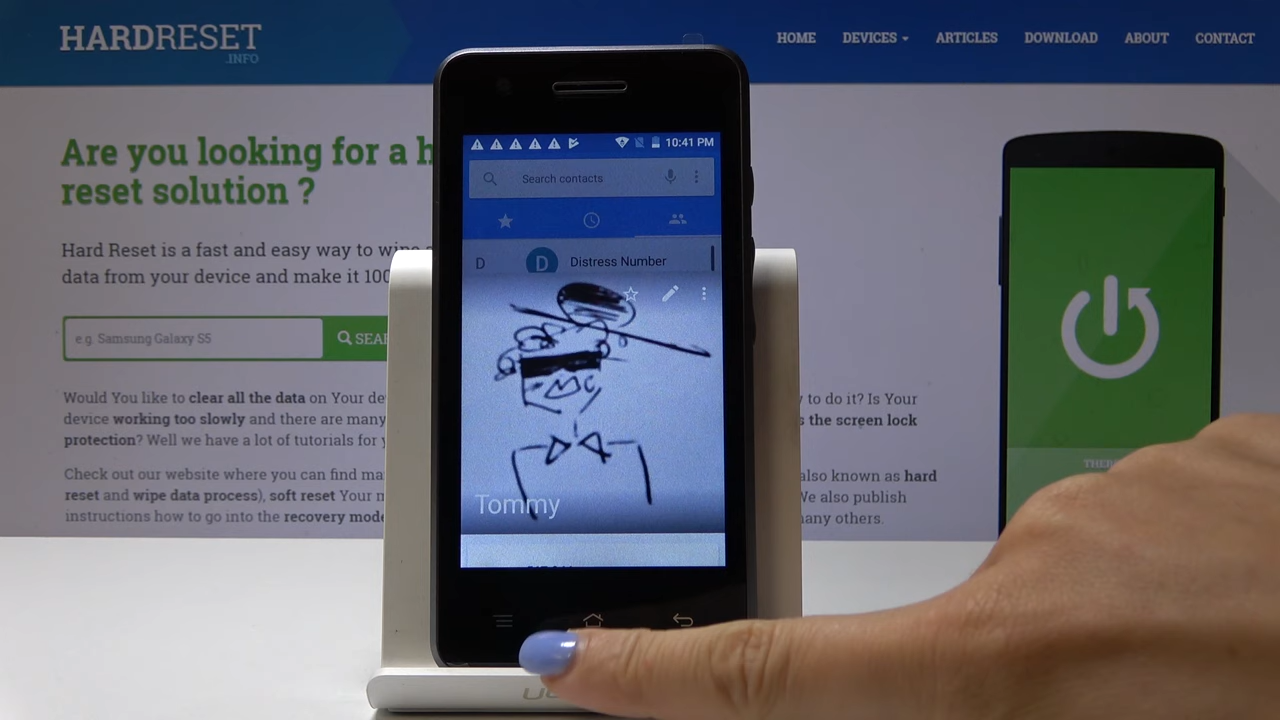 HARDRESET
.INFO
HOME DEVICES ARTICLES DOWNLOAD ABOUT CONTACT
Are you looking for a h
reset solution ?
Hard Reset is a fast and easy way to wipe
data from your device and make it 100
e.g. Samsung Galaxy S5
SEA
Would You like to clear all the data on Your de
device working too slowly and there are many
protection? Well we have a lot of tutorials for y
Check out our website where you can find ma
reset and wipe data process), soft reset Your m
instructions how to go into the recovery mode
10:41 PM
Search contacts
D D Distress Number
Tommy
y to do it? Is Your
s the screen lock
also known as hard
We also publish
many others.